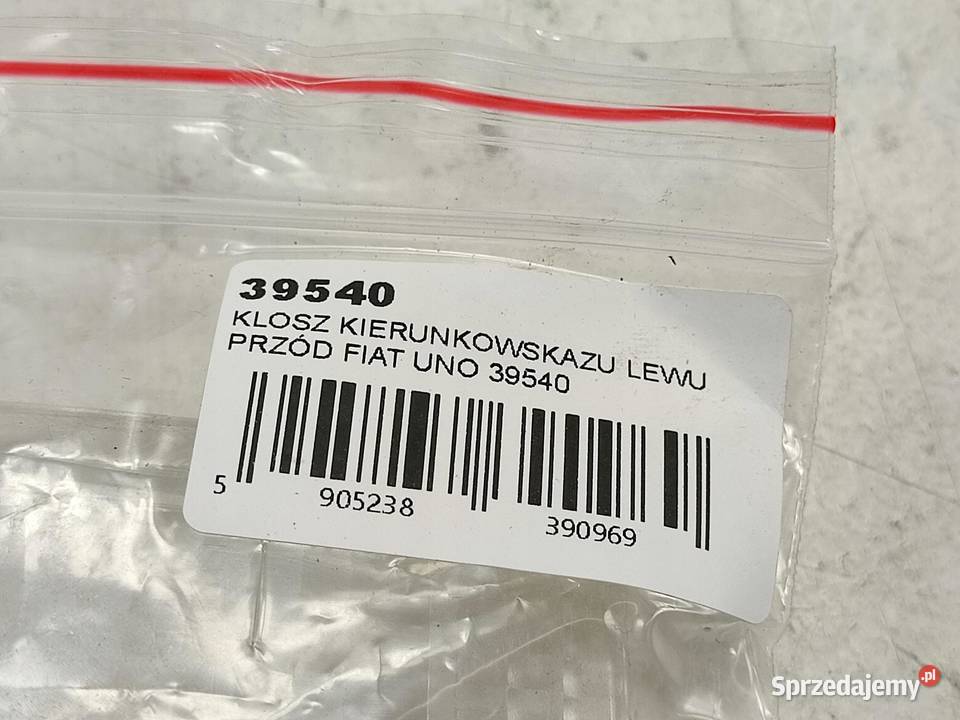 39540
KLOSZ KIERUNKOWSKAZU LEWU
PRZÓD FIAT UNO 39540
5 905238 390969
Sprzedajemy.pl